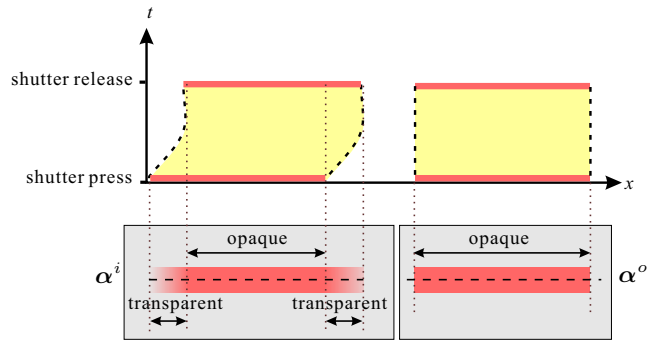 t
shutter release
shutter press
x
opaque
opaque
α^i
α^o
transparent
transparent